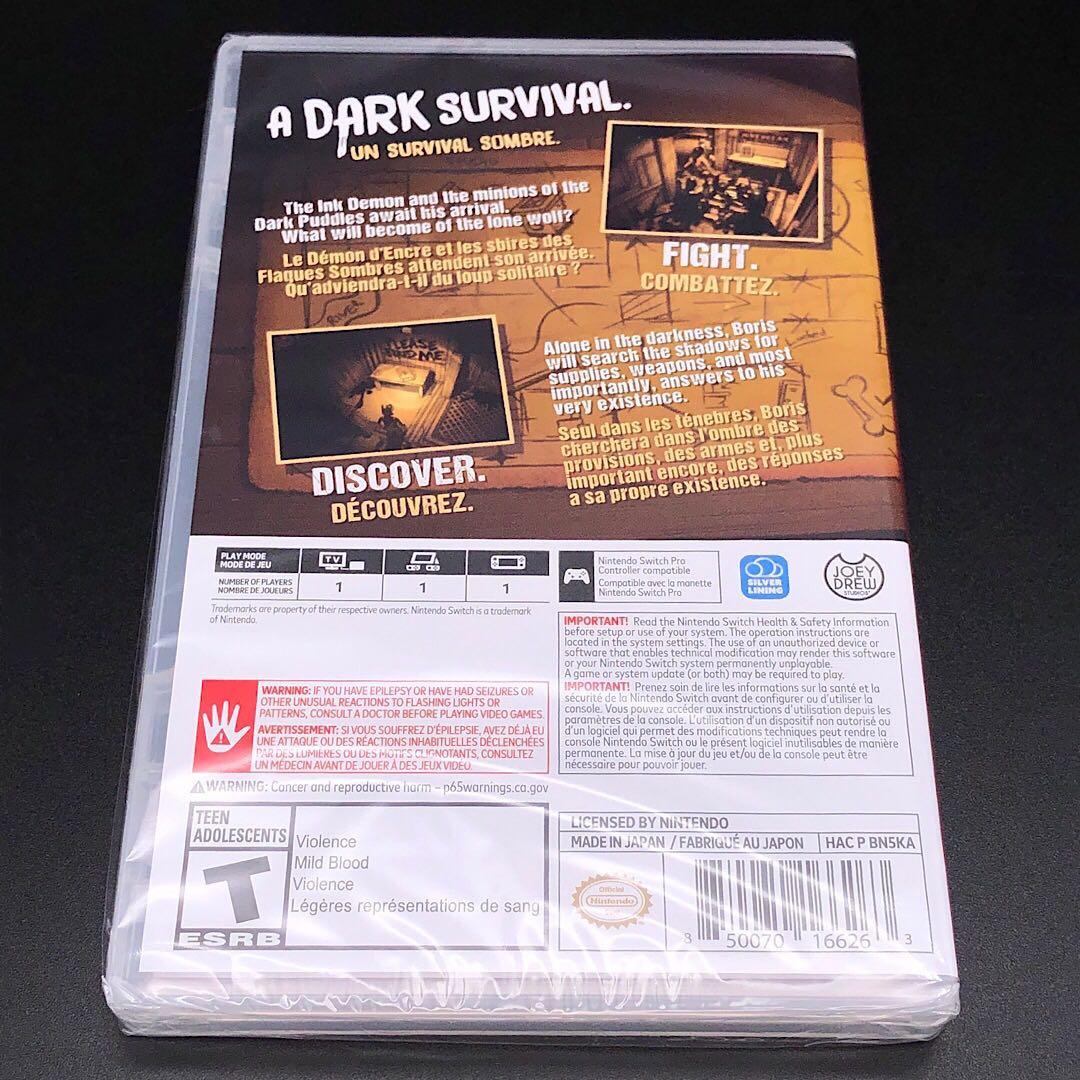 A DARK SURVIVAL.
UN SURVIVAL SOMBRE.
The Ink Demon and the minions of the
Dark Puddles await his arrival.
What will become of the lone wolf?
Le Démon d'Encre et les sbires des
Flaques Sombres attendent son arrivée.
Qu'adviendra-t-il du loup solitaire ?
FIGHT.
COMBATTEZ.
Alone in the darkness, Boris
will search the shadows for
supplies, weapons, and most
importantly, answers to his
very existence.
Seul dans les ténebres, Boris
cherchera dans l'ombre des
provisions, des armes et, plus
important encore, des réponses
a sa propre existence.
DISCOVER.
DÉCOUVREZ.
PLAY MODE
MODE DE JEU
TV
NUMBER OF PLAYERS
NOMBRE DE JOUEURS
1
1
1
Nintendo Switch Pro
Controller compatible
Compatible avec la manette
Nintendo Switch Pro
SILVER
LINING
JOEY
DREW
STUDIOS
Trademarks are property of their respective owners. Nintendo Switch is a trademark
of Nintendo.
IMPORTANT! Read the Nintendo Switch Health & Safety Information
before setup or use of your system. The operation instructions are
located in the system settings. The use of an unauthorized device or
software that enables technical modification may render this software
or your Nintendo Switch system permanently unplayable.
A game or system update (or both) may be required to play.
IMPORTANT! Prenez soin de lire les informations sur la santé et la
sécurité de la Nintendo Switch avant de configurer ou d'utiliser la
console. Vous pouvez accéder aux instructions d'utilisation depuis les
paramètres de la console. L'utilisation d'un dispositif non autorisé ou
d'un logiciel qui permet des modifications techniques peut rendre la
console Nintendo Switch ou le présent logiciel inutilisables de manière
permanente. La mise à jour du jeu et/ou de la console peut être
nécessaire pour pouvoir jouer.
WARNING: IF YOU HAVE EPILEPSY OR HAVE HAD SEIZURES OR
OTHER UNUSUAL REACTIONS TO FLASHING LIGHTS OR
PATTERNS, CONSULT A DOCTOR BEFORE PLAYING VIDEO GAMES.
AVERTISSEMENT: SI VOUS SOUFFREZ D'ÉPILEPSIE, AVEZ DÉJÀ EU
UNE ATTAQUE OU DES RÉACTIONS INHABITUELLES DÉCLENCHÉES
PAR DES LUMIÈRES OU DES MOTIFS CLIGNOTANTS, CONSULTEZ
UN MÉDECIN AVANT DE JOUER À DES JEUX VIDÉO.
WARNING: Cancer and reproductive harm – p65warnings.ca.gov
TEEN
ADOLESCENTS
T
ESRB
Violence
Mild Blood
Violence
Légères représentations de sang
LICENSED BY NINTENDO
MADE IN JAPAN / FABRIQUÉ AU JAPON
HAC P BN5KA
Official
Nintendo
8 50070 16626 3